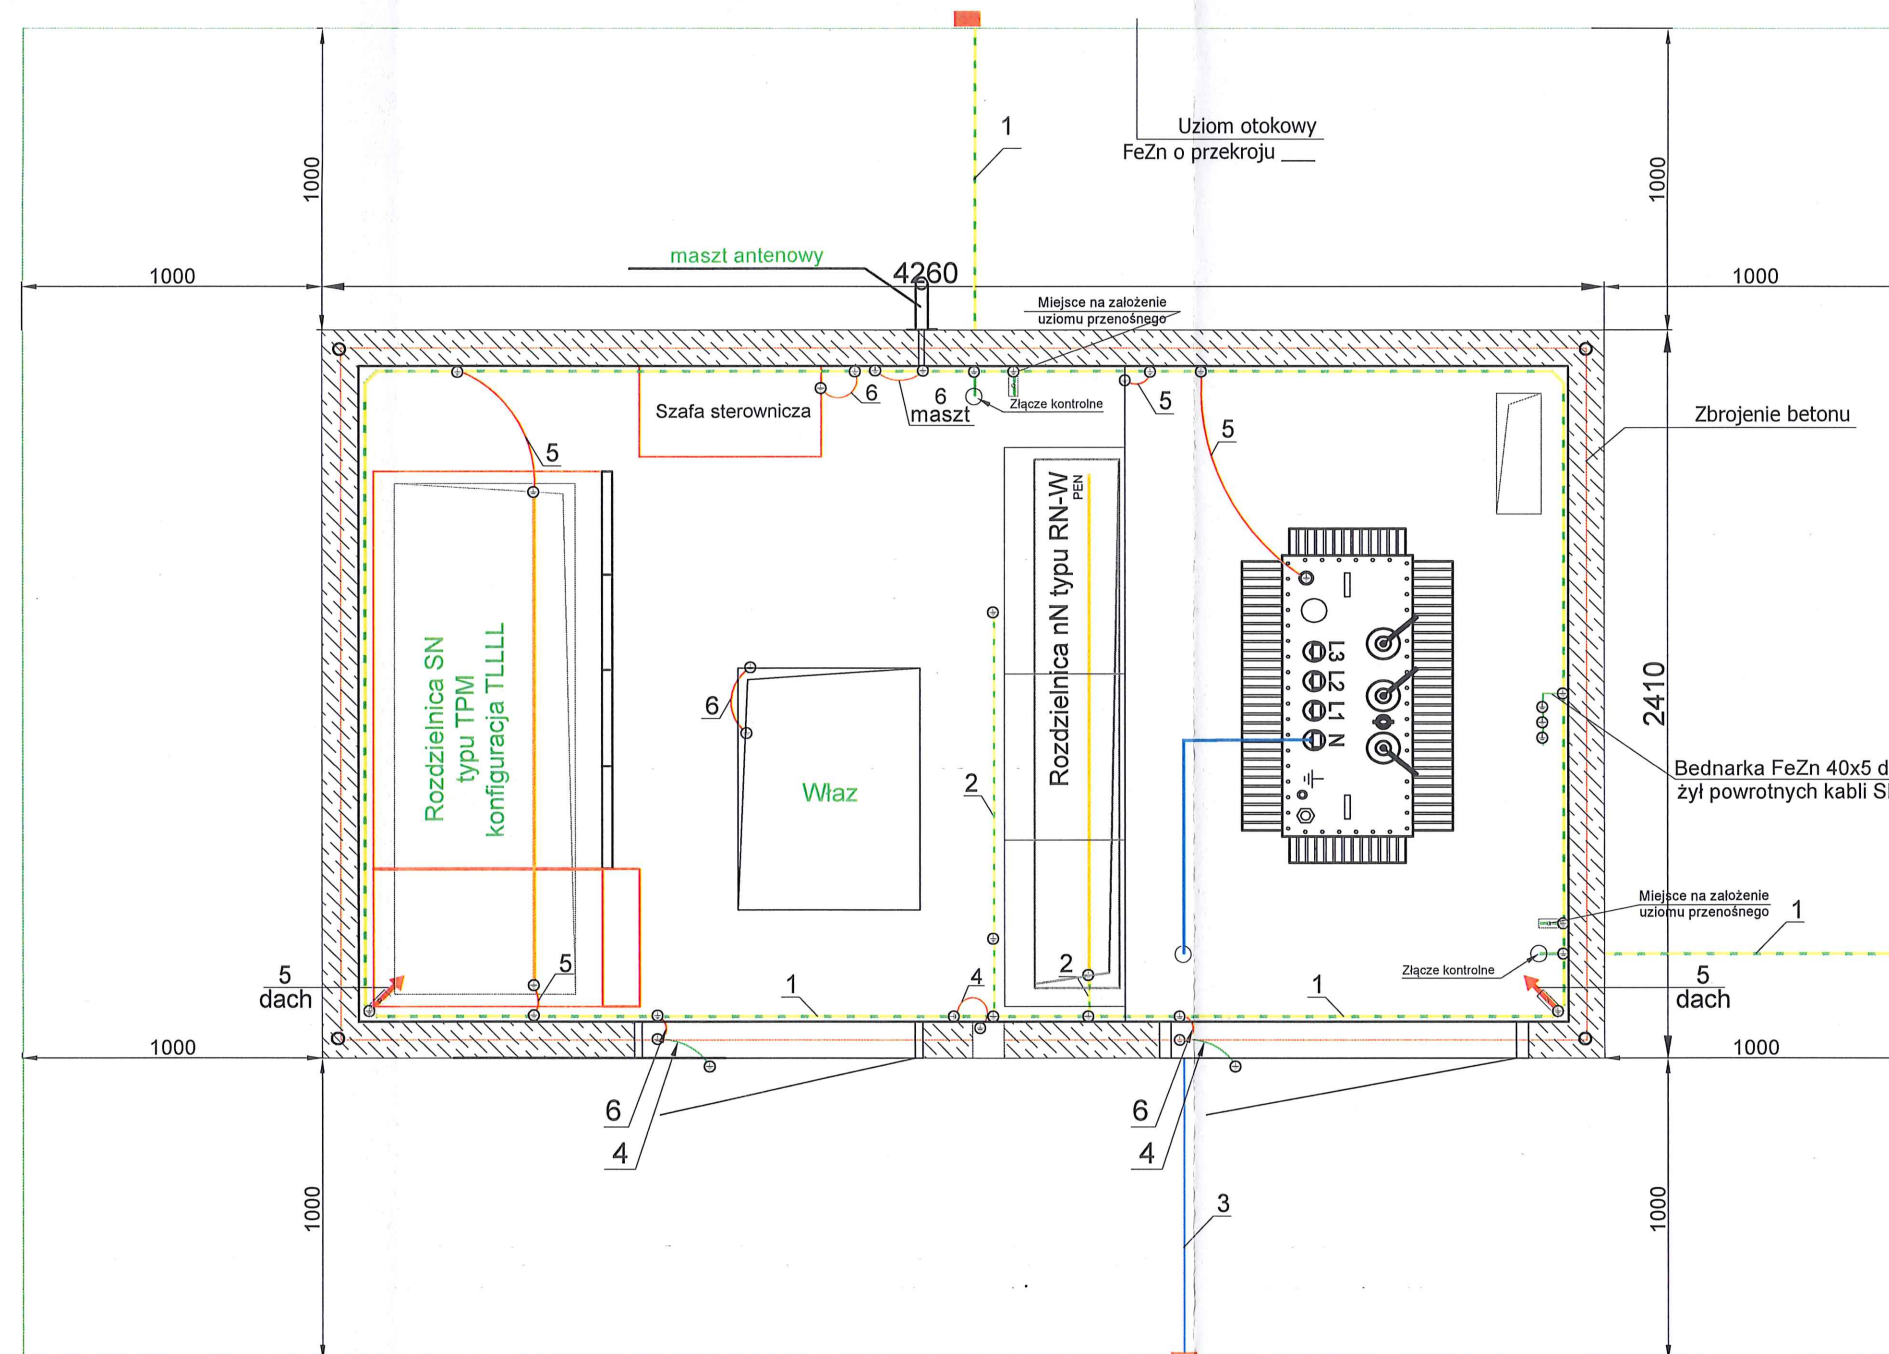 1
Uziom otokowy
FeZn o przekroju ___
1000
1000
maszt antenowy
1000
4260
1000
Miejsce na założenie
uziomu przenośnego
Szafa sterownicza
6
6
maszt
Złącze kontrolne
5
5
5
Zbrojenie betonu
Rozdzielnica SN
typu TPM
konfiguracja TLLLL
6
Właz
2
Rozdzielnica nN typu RN-W
PEN
L3
L2
L1
N
2410
Bednarka FeZn 40x5 d
żył powrotnych kabli S
Miejsce na założenie
uziomu przenośnego
1
Złącze kontrolne
5
dach
5
dach
5
1
4
2
1
1000
1000
6
4
6
4
3
1000
1000